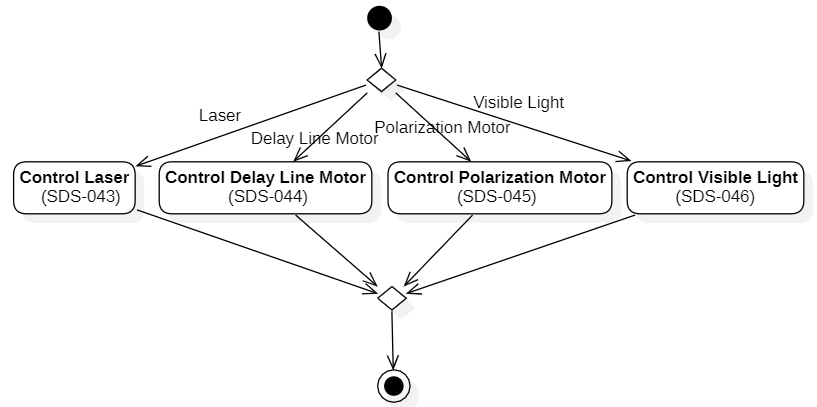 Visible Light
Laser
Polarization Motor
Delay Line Motor
Control Laser
(SDS-043)
Control Delay Line Motor
(SDS-044)
Control Polarization Motor
(SDS-045)
Control Visible Light
(SDS-046)